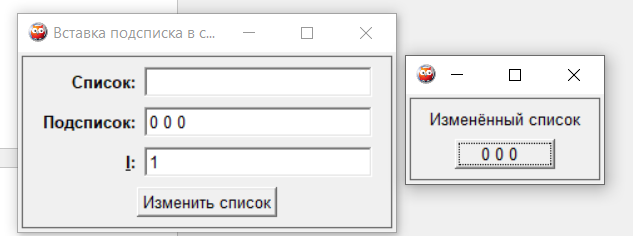 Вставка подсписка в с...
Список:
Подсписок: 0 0 0
I: 1
Изменить список
Изменённый список
0 0 0